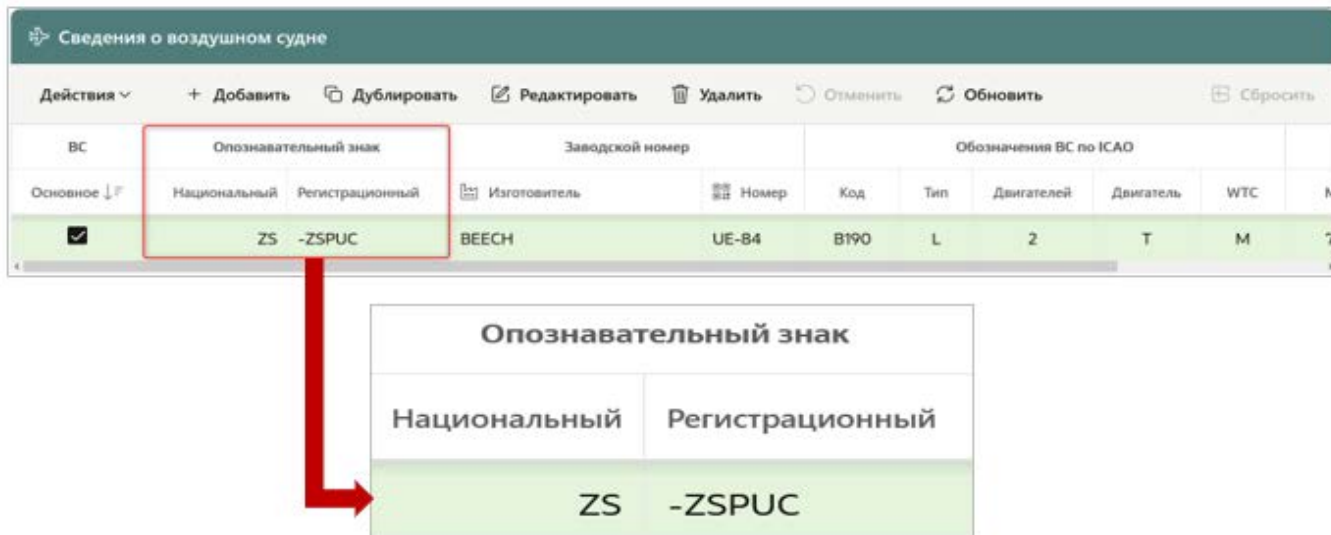 Сведения о воздушном судне
Действия + Добавить Дублировать Редактировать Удалить Отменить Обновить Сбросить
ВС Опознавательный знак Заводской номер Обозначения ВС по ICAO
Основное Национальный Регистрационный Изготовитель Номер Код Тип Двигателей Двигатель WTC
ZS -ZSPUC BEECH UE-84 B190 L 2 T M
Опознавательный знак
Национальный Регистрационный
ZS -ZSPUC